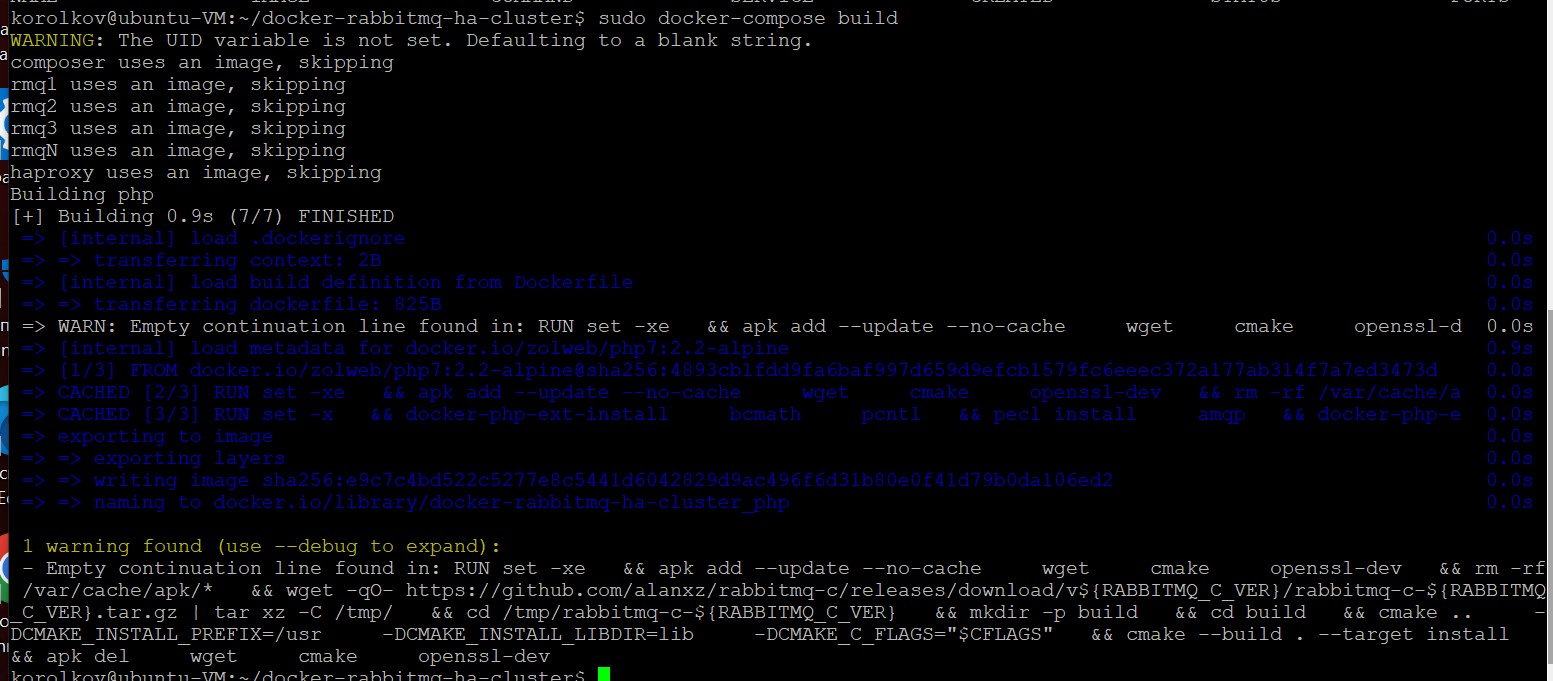 korolkov@ubuntu-VM:~/docker-rabbitmq-ha-cluster$ sudo docker-compose build
WARNING: The UID variable is not set. Defaulting to a blank string.
composer uses an image, skipping
rmq1 uses an image, skipping
rmq2 uses an image, skipping
rmq3 uses an image, skipping
rmqN uses an image, skipping
haproxy uses an image, skipping
Building php
[+] Building 0.9s (7/7) FINISHED
=> [internal] load .dockerignore 0.0s
=> => transferring context: 2B 0.0s
=> [internal] load build definition from Dockerfile 0.0s
=> => transferring dockerfile: 825B 0.0s
=> WARN: Empty continuation line found in: RUN set -xe && apk add --update --no-cache wget cmake openssl-d 0.0s
=> [internal] load metadata for docker.io/zolweb/php7:2.2-alpine 0.9s
=> [1/3] FROM docker.io/zolweb/php7:2.2-alpine@sha256:4893cb1fdd9fa6baf997d659d9efcb1579fc6eeec372a177ab314f7a7ed3473d 0.0s
=> CACHED [2/3] RUN set -xe && apk add --update --no-cache wget cmake openssl-dev && rm -rf /var/cache/a 0.0s
=> CACHED [3/3] RUN set -x && docker-php-ext-install bcmath pcntl && pecl install amqp && docker-php-e 0.0s
=> exporting to image 0.0s
=> => exporting layers 0.0s
=> => writing image sha256:e9c7c4bd522c5277e8c5441d6042829d9ac496f6d31b80e0f41d79b0da106ed2 0.0s
=> => naming to docker.io/library/docker-rabbitmq-ha-cluster_php 0.0s
1 warning found (use --debug to expand):
- Empty continuation line found in: RUN set -xe && apk add --update --no-cache wget cmake openssl-dev && rm -rf
/var/cache/apk/* && wget -qO- https://github.com/alanxz/rabbitmq-c/releases/download/v${RABBITMQ_C_VER}/rabbitmq-c-${RABBITMQ
_C_VER}.tar.gz | tar xz -C /tmp/ && cd /tmp/rabbitmq-c-${RABBITMQ_C_VER} && mkdir -p build && cd build && cmake .. -
DCMAKE_INSTALL_PREFIX=/usr -DCMAKE_INSTALL_LIBDIR=lib -DCMAKE_C_FLAGS="$CFLAGS" && cmake --build . --target install
&& apk del wget cmake openssl-dev
korolkov@ubuntu-VM:~/docker-rabbitmq-ha-cluster$